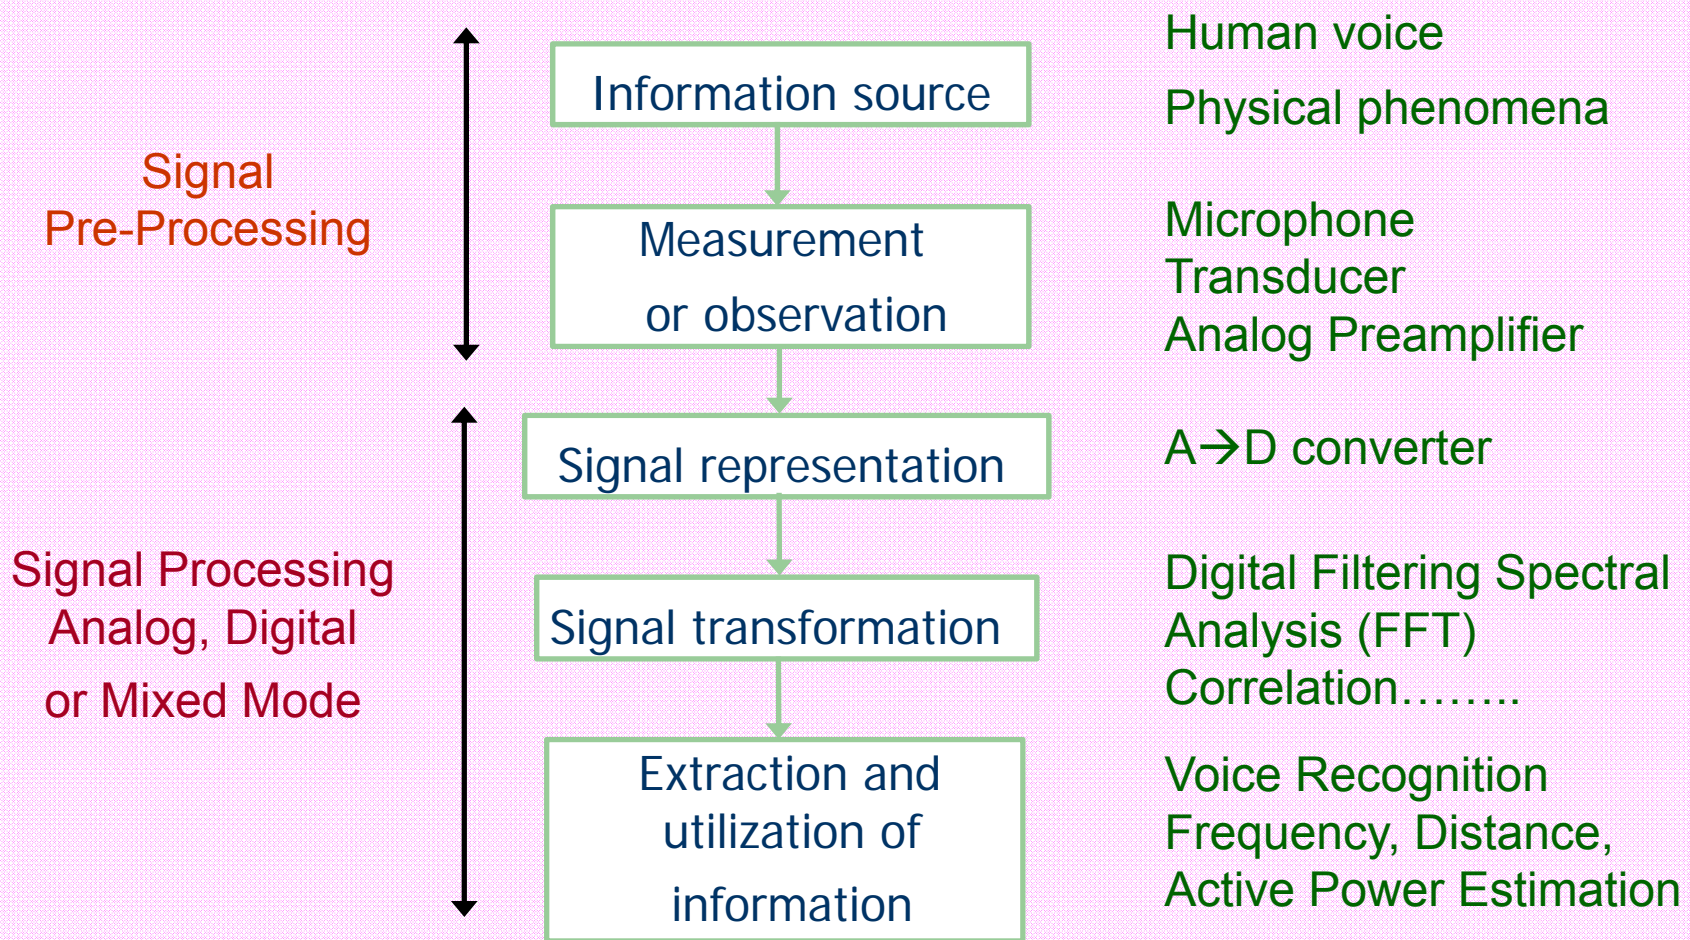 Signal
Pre-Processing
Signal Processing
Analog, Digital
or Mixed Mode
Information source
Measurement
or observation
Signal representation
Signal transformation
Extraction and
utilization of
information
Human voice
Physical phenomena
Microphone
Transducer
Analog Preamplifier
A→D converter
Digital Filtering Spectral
Analysis (FFT)
Correlation……..
Voice Recognition
Frequency, Distance,
Active Power Estimation